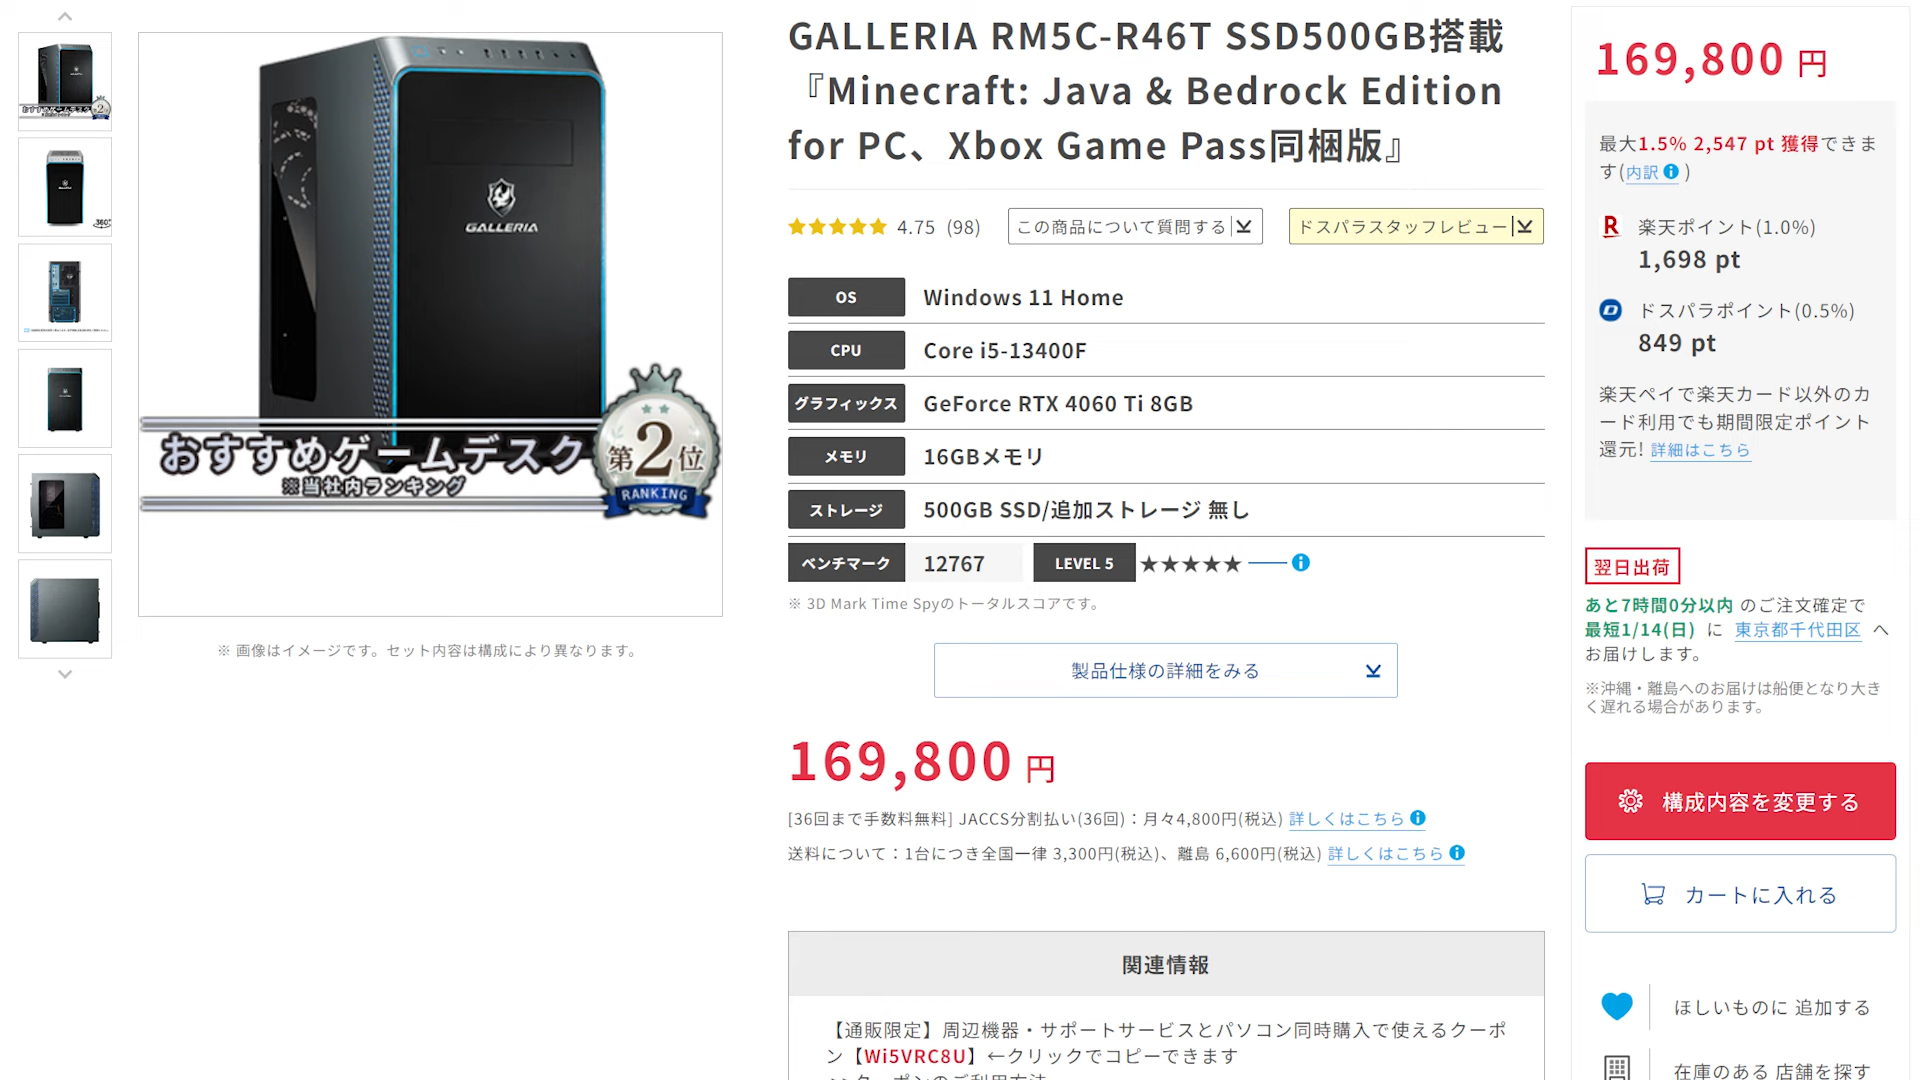 GALLERIA
おすすめゲームデスク
※当社内ランキング
第2位
RANKING
360°
※ 画像はイメージです。セット内容は構成により異なります。
GALLERIA RM5C-R46T SSD500GB搭載
『Minecraft: Java & Bedrock Edition
for PC、Xbox Game Pass同梱版』
4.75 (98)
この商品について質問する
ドスパラスタッフレビュー
OS Windows 11 Home
CPU Core i5-13400F
グラフィックス GeForce RTX 4060 Ti 8GB
メモリ 16GBメモリ
ストレージ 500GB SSD/追加ストレージ 無し
ベンチマーク 12767 LEVEL 5 ★★★★★
※ 3D Mark Time Spyのトータルスコアです。
製品仕様の詳細をみる
169,800 円
[36回まで手数料無料] JACCS分割払い(36回)：月々4,800円(税込) 詳しくはこちら
送料について：1台につき全国一律 3,300円(税込)、離島 6,600円(税込) 詳しくはこちら
関連情報
【通販限定】周辺機器・サポートサービスとパソコン同時購入で使えるクーポ
ン【Wi5VRC8U】←クリックでコピーできます
169,800 円
最大1.5% 2,547 pt 獲得できま
す(内訳 )
R 楽天ポイント(1.0%)
1,698 pt
D ドスパラポイント(0.5%)
849 pt
楽天ペイで楽天カード以外のカ
ード利用でも期間限定ポイント
還元! 詳細はこちら
翌日出荷
あと7時間0分以内 のご注文確定で
最短1/14(日) に 東京都千代田区 へ
お届けします。
※沖縄・離島へのお届けは船便となり大き
く遅れる場合があります。
構成内容を変更する
カートに入れる
ほしいものに 追加する
在庫のある 店舗を探す